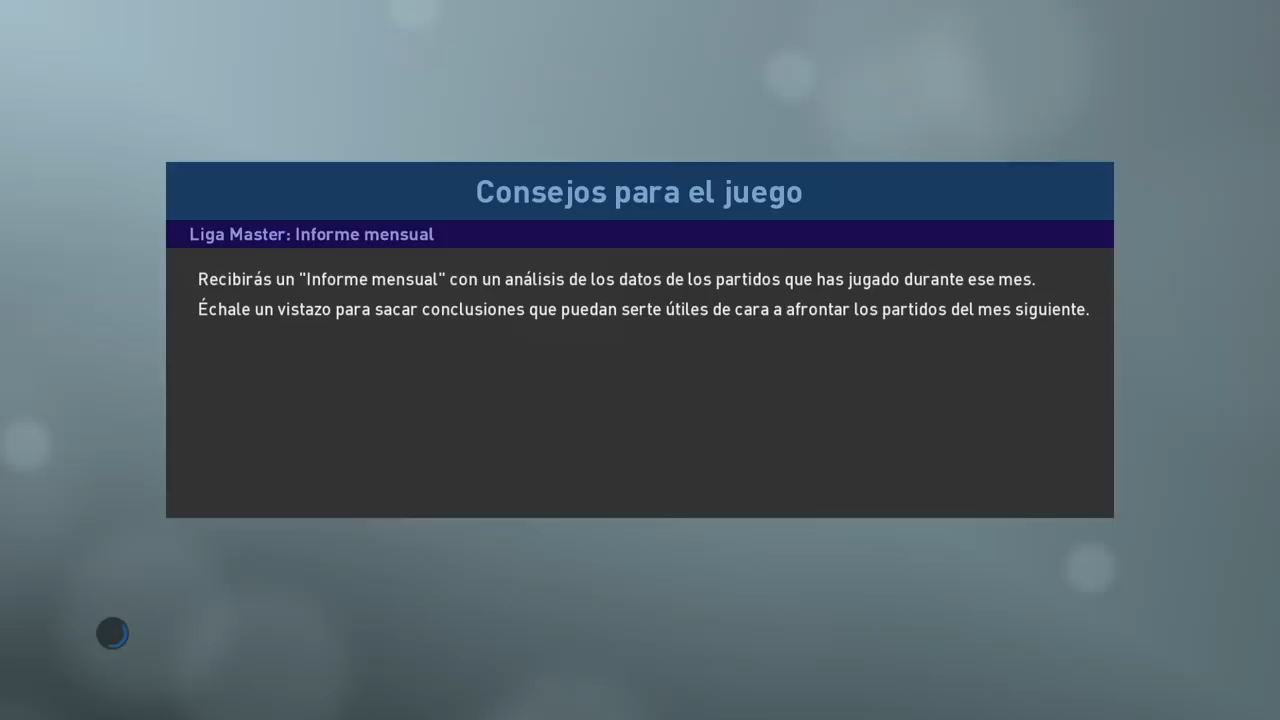 Consejos para el juego
Liga Master: Informe mensual
Recibirás un "Informe mensual" con un análisis de los datos de los partidos que has jugado durante ese mes.
Échale un vistazo para sacar conclusiones que puedan serte útiles de cara a afrontar los partidos del mes siguiente.